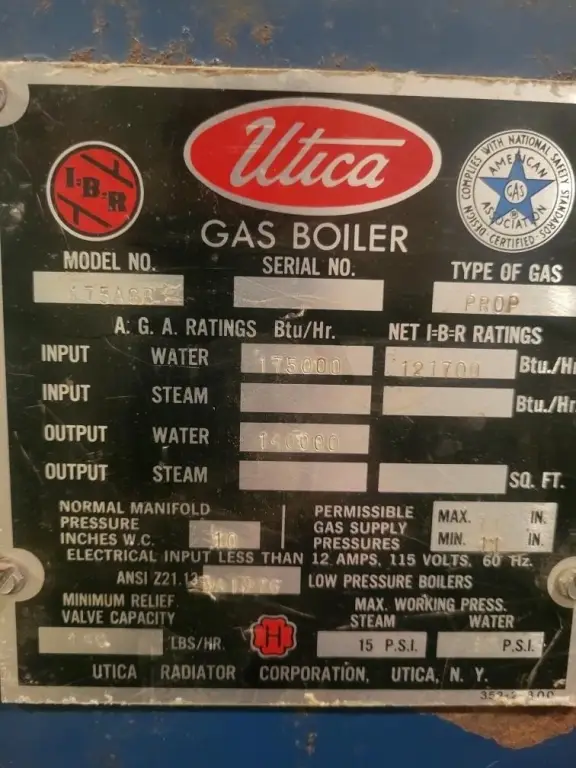 Utica
I=B=R
AMERICAN GAS ASSOCIATION
DESIGN COMPLIES WITH NATIONAL SAFETY STANDARDS
CERTIFIED
GAS BOILER
MODEL NO. SERIAL NO. TYPE OF GAS
PROP
A. G. A. RATINGS Btu/Hr. NET I=B=R RATINGS
INPUT WATER 175000 121700 Btu./Hr
INPUT STEAM Btu./Hr
OUTPUT WATER 140000
OUTPUT STEAM SQ. FT.
NORMAL MANIFOLD
PRESSURE
INCHES W.C. 10
PERMISSIBLE
GAS SUPPLY
PRESSURES
MAX. IN.
MIN. 11 IN.
ELECTRICAL INPUT LESS THAN 12 AMPS, 115 VOLTS, 60 Hz.
ANSI Z21.13 LOW PRESSURE BOILERS
MINIMUM RELIEF
VALVE CAPACITY
LBS/HR.
H
MAX. WORKING PRESS.
STEAM WATER
15 P.S.I. P.S.I.
UTICA RADIATOR CORPORATION, UTICA, N. Y.